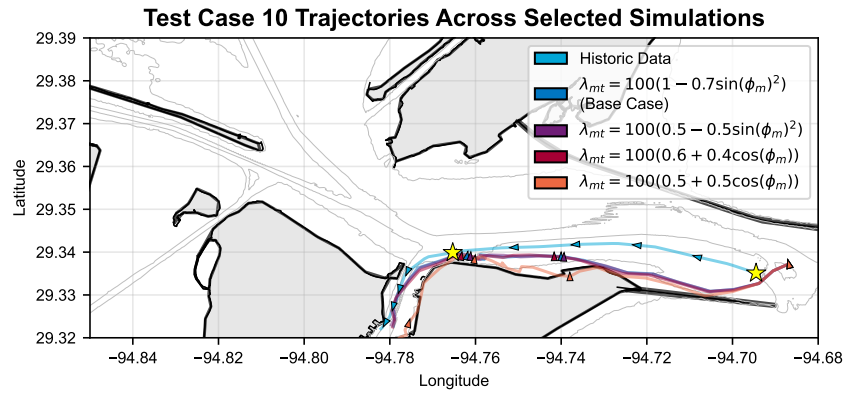 Test Case 10 Trajectories Across Selected Simulations
29.39
29.38
29.37
29.36
29.35
29.34
29.33
29.32
Latitude
Historic Data
λ_mt = 100(1 − 0.7sin(ϕ_m)²)
(Base Case)
λ_mt = 100(0.5 − 0.5sin(ϕ_m)²)
λ_mt = 100(0.6 + 0.4cos(ϕ_m))
λ_mt = 100(0.5 + 0.5cos(ϕ_m))
−94.84 −94.82 −94.80 −94.78 −94.76 −94.74 −94.72 −94.70 −94.68
Longitude